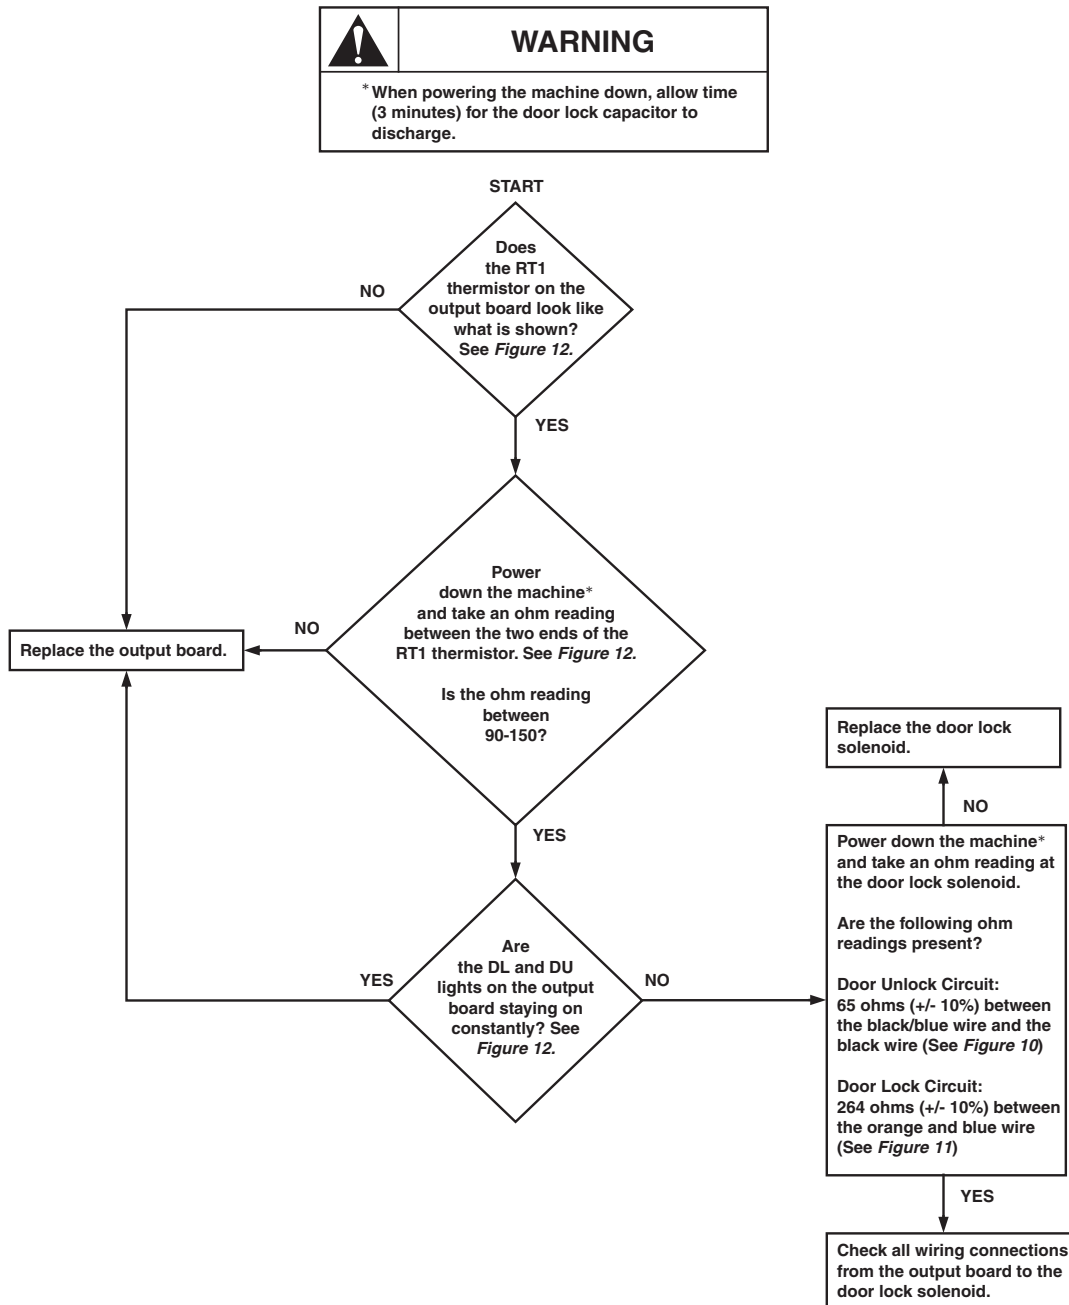 WARNING
*When powering the machine down, allow time
(3 minutes) for the door lock capacitor to
discharge.
START
Does
the RT1
thermistor on the
output board look like
what is shown?
See Figure 12.
NO
YES
Power
down the machine*
and take an ohm reading
between the two ends of the
RT1 thermistor. See Figure 12.
Is the ohm reading
between
90-150?
NO
Replace the output board.
YES
Are
the DL and DU
lights on the output
board staying on
constantly? See
Figure 12.
YES
NO
Replace the door lock
solenoid.
NO
Power down the machine*
and take an ohm reading at
the door lock solenoid.
Are the following ohm
readings present?
Door Unlock Circuit:
65 ohms (+/- 10%) between
the black/blue wire and the
black wire (See Figure 10)
Door Lock Circuit:
264 ohms (+/- 10%) between
the orange and blue wire
(See Figure 11)
YES
Check all wiring connections
from the output board to the
door lock solenoid.